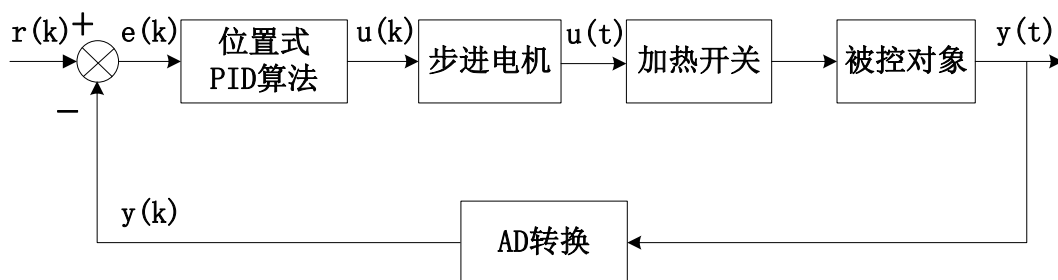 r(k) + e(k) 位置式 u(k) 步进电机 u(t) 加热开关 被控对象 y(t)
PID算法
−
y(k)
AD转换